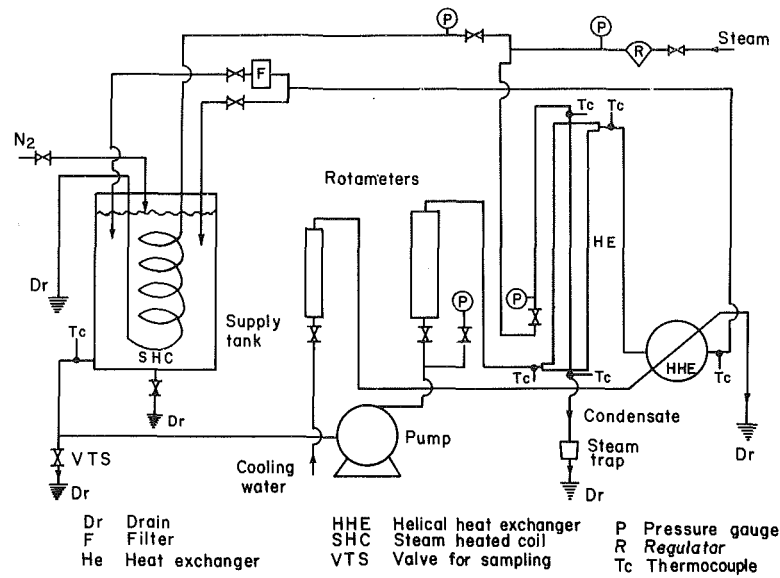 P
P
Steam
R
F
Tc
Tc
N2
Rotameters
HE
P
P
Dr
Supply
tank
Tc
SHC
HHE
Tc
Tc
Tc
Dr
Condensate
Pump
Steam
trap
Dr
VTS
Cooling
water
Dr
Dr
Dr Drain
F Filter
He Heat exchanger
HHE Helical heat exchanger
SHC Steam heated coil
VTS Valve for sampling
P Pressure gauge
R Regulator
Tc Thermocouple